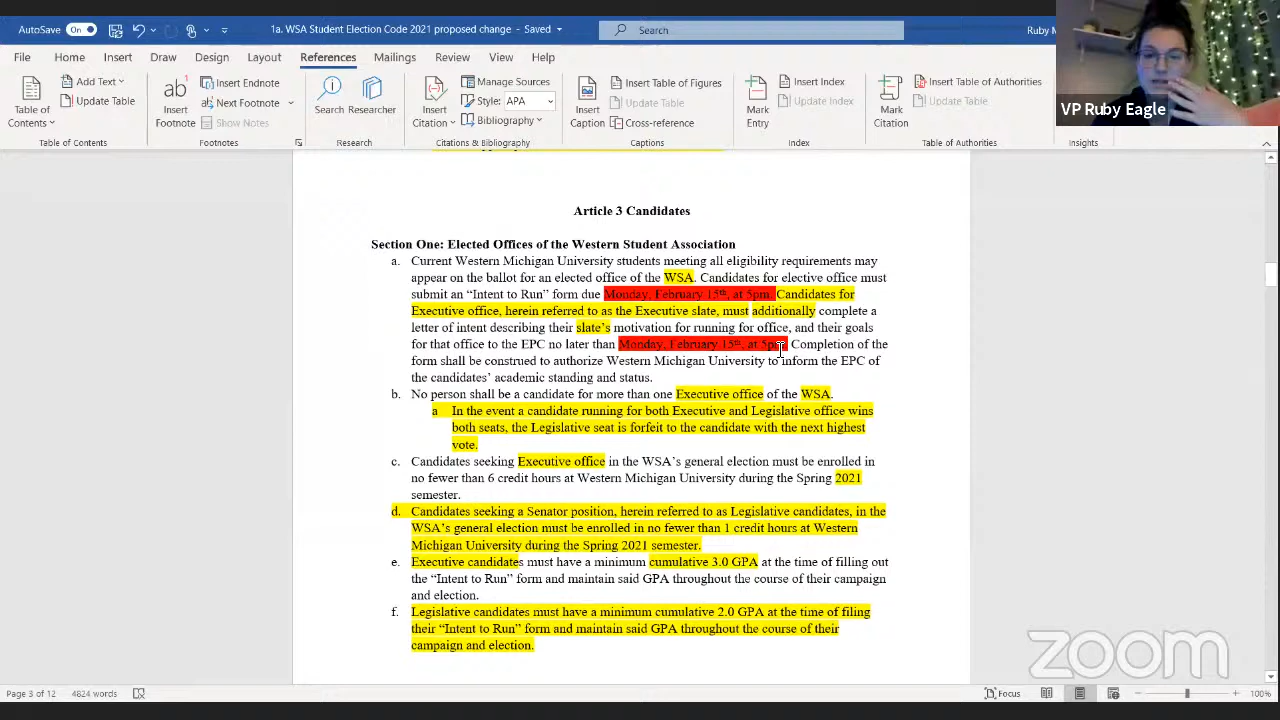 AutoSave On 1a. WSA Student Election Code 2021 proposed change - Saved Search Ruby M
File Home Insert Draw Design Layout References Mailings Review View Help
Table of Contents
Add Text
Update Table
Table of Contents
ab
Insert Footnote
Insert Endnote
Next Footnote
Show Notes
Footnotes
Search
Researcher
Research
Insert Citation
Manage Sources
Style: APA
Bibliography
Citations & Bibliography
Insert Caption
Insert Table of Figures
Update Table
Cross-reference
Captions
Mark Entry
Insert Index
Update Index
Index
Mark Citation
Insert Table of Authorities
Update Table
Table of Authorities
Insights
VP Ruby Eagle
Article 3 Candidates
Section One: Elected Offices of the Western Student Association
a. Current Western Michigan University students meeting all eligibility requirements may
appear on the ballot for an elected office of the WSA. Candidates for elective office must
submit an “Intent to Run” form due Monday, February 15th, at 5pm. Candidates for
Executive office, herein referred to as the Executive slate, must additionally complete a
letter of intent describing their slate’s motivation for running for office, and their goals
for that office to the EPC no later than Monday, February 15th, at 5pm. Completion of the
form shall be construed to authorize Western Michigan University to inform the EPC of
the candidates’ academic standing and status.
b. No person shall be a candidate for more than one Executive office of the WSA.
a In the event a candidate running for both Executive and Legislative office wins
both seats, the Legislative seat is forfeit to the candidate with the next highest
vote.
c. Candidates seeking Executive office in the WSA’s general election must be enrolled in
no fewer than 6 credit hours at Western Michigan University during the Spring 2021
semester.
d. Candidates seeking a Senator position, herein referred to as Legislative candidates, in the
WSA’s general election must be enrolled in no fewer than 1 credit hours at Western
Michigan University during the Spring 2021 semester.
e. Executive candidates must have a minimum cumulative 3.0 GPA at the time of filling out
the “Intent to Run” form and maintain said GPA throughout the course of their campaign
and election.
f. Legislative candidates must have a minimum cumulative 2.0 GPA at the time of filing
their “Intent to Run” form and maintain said GPA throughout the course of their
campaign and election.
zoom
Page 3 of 12 4824 words Focus 100%